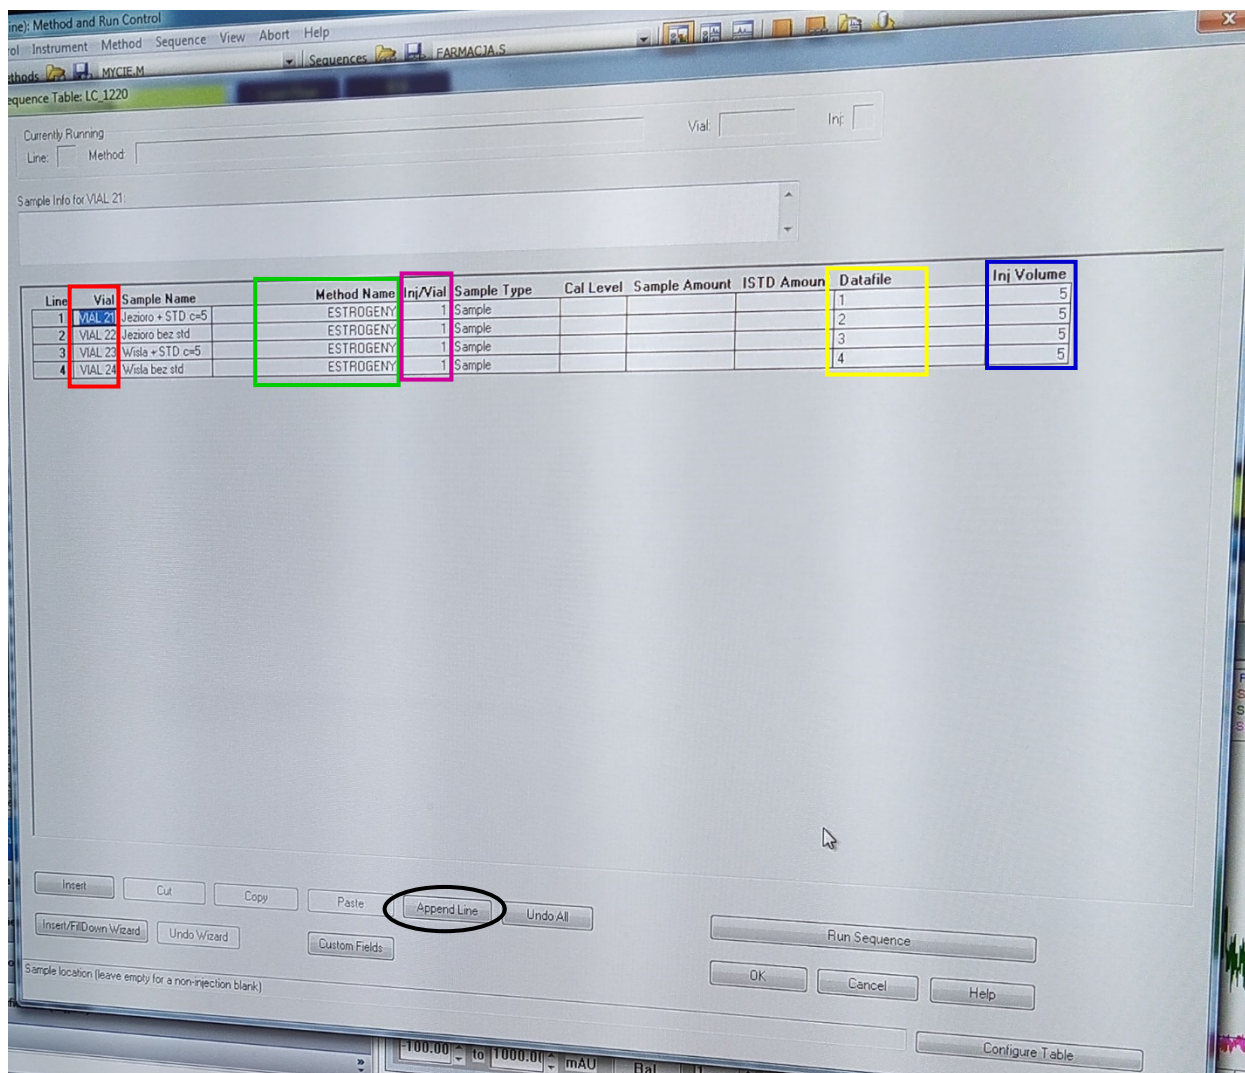 ine): Method and Run Control
rol Instrument Method Sequence View Abort Help
thods MYCIE.M Sequences FARMACJA.S
equence Table: LC_1220
Currently Running
Line: Method: Vial: Inj:
Sample Info for VIAL 21:
Line Vial Sample Name Method Name Inj/Vial Sample Type Cal Level Sample Amount ISTD Amoun Datafile Inj Volume
1 VIAL 21 Jezioro + STD c=5 ESTROGENY 1 Sample 1 5
2 VIAL 22 Jezioro bez std ESTROGENY 1 Sample 2 5
3 VIAL 23 Wisla + STD c=5 ESTROGENY 1 Sample 3 5
4 VIAL 24 Wisla bez std ESTROGENY 1 Sample 4 5
Insert Cut Copy Paste Append Line Undo All
Insert/FillDown Wizard Undo Wizard Custom Fields Run Sequence
OK Cancel Help
Sample location (leave empty for a non-injection blank)
Configure Table
-100.00 to 1000.0( mAU Bal